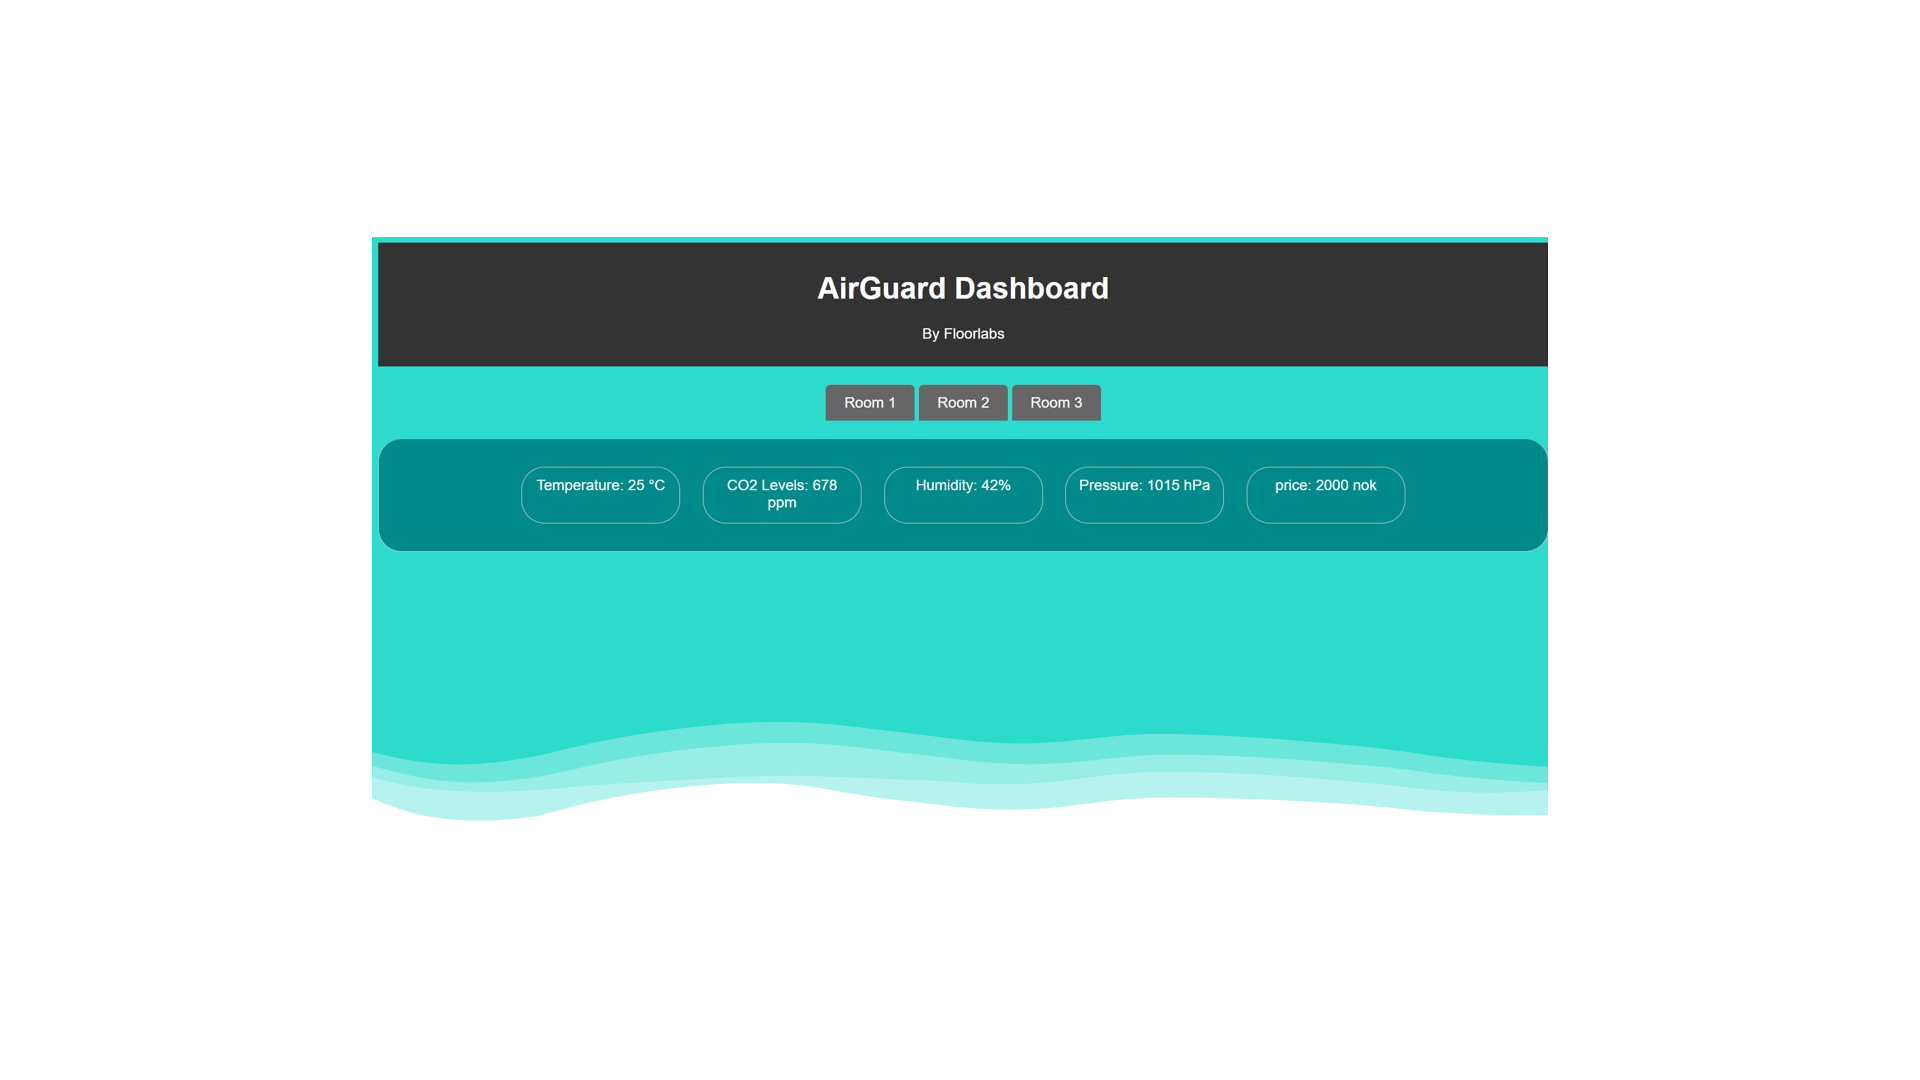 AirGuard Dashboard
By Floorlabs
Room 1 Room 2 Room 3
Temperature: 25 °C
CO2 Levels: 678
ppm
Humidity: 42%
Pressure: 1015 hPa
price: 2000 nok